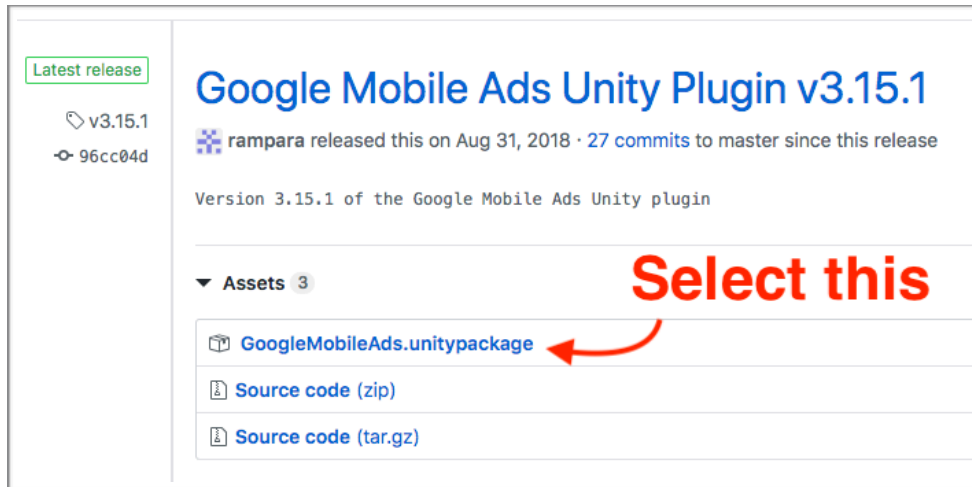 Latest release
v3.15.1
96cc04d
Google Mobile Ads Unity Plugin v3.15.1
rampara released this on Aug 31, 2018 · 27 commits to master since this release
Version 3.15.1 of the Google Mobile Ads Unity plugin
Assets 3
Select this
GoogleMobileAds.unitypackage
Source code (zip)
Source code (tar.gz)